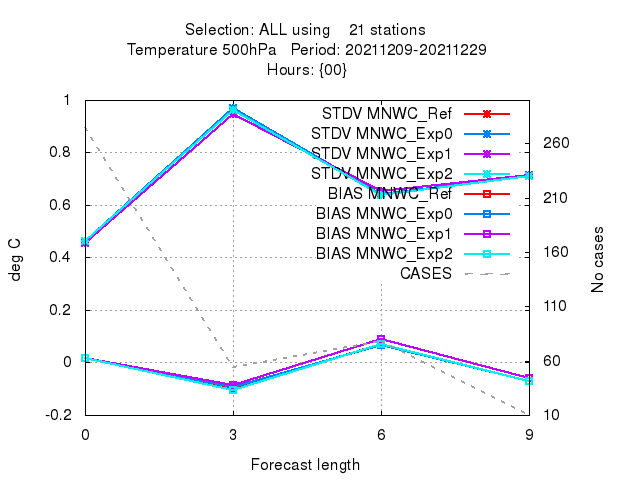 Selection: ALL using    21 stations
Temperature 500hPa   Period: 20211209-20211229
Hours: {00}
1
0.8
0.6
0.4
0.2
0
-0.2
deg C
STDV MNWC_Ref
STDV MNWC_Exp0
STDV MNWC_Exp1
STDV MNWC_Exp2
BIAS MNWC_Ref
BIAS MNWC_Exp0
BIAS MNWC_Exp1
BIAS MNWC_Exp2
CASES
260
210
160
110
60
10
No cases
0 3 6 9
Forecast length